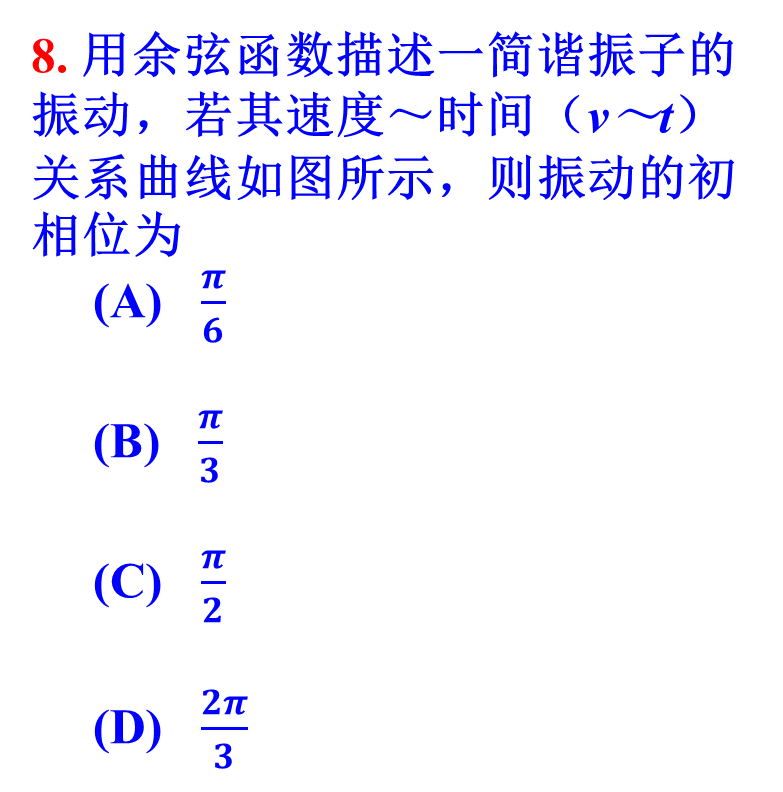 8. 用余弦函数描述一简谐振子的
振动，若其速度～时间（v～t）
关系曲线如图所示，则振动的初
相位为
(A) π/6
(B) π/3
(C) π/2
(D) 2π/3